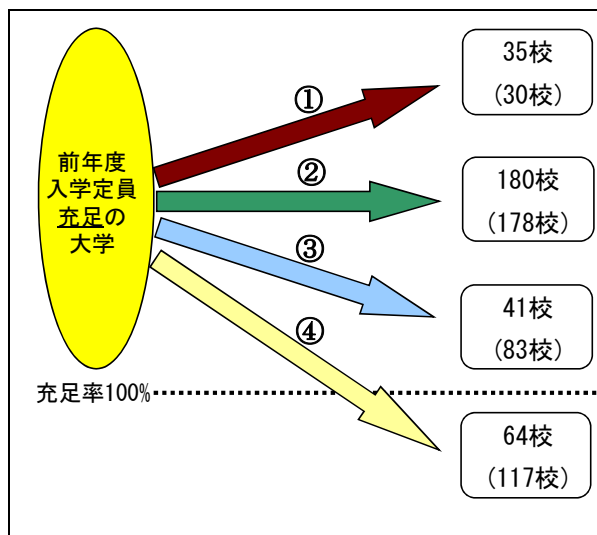 前年度
入学定員
充足の
大学
①
②
③
④
35校
(30校)
180校
(178校)
41校
(83校)
充足率100%
64校
(117校)